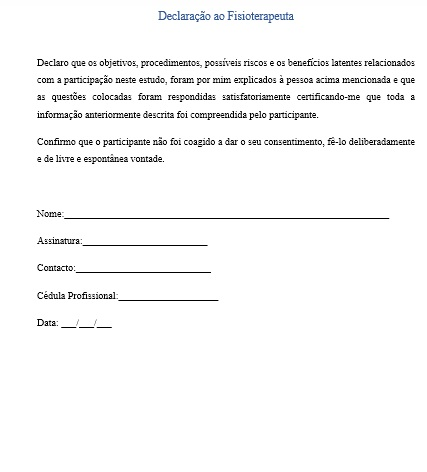 Declaração ao Fisioterapeuta
Declaro que os objetivos, procedimentos, possíveis riscos e os benefícios latentes relacionados
com a participação neste estudo, foram por mim explicados à pessoa acima mencionada e que
as questões colocadas foram respondidas satisfatoriamente certificando-me que toda a
informação anteriormente descrita foi compreendida pelo participante.
Confirmo que o participante não foi coagido a dar o seu consentimento, fê-lo deliberadamente
e de livre e espontânea vontade.
Nome:
Assinatura:
Contacto:
Cédula Profissional:
Data: ___/___/___